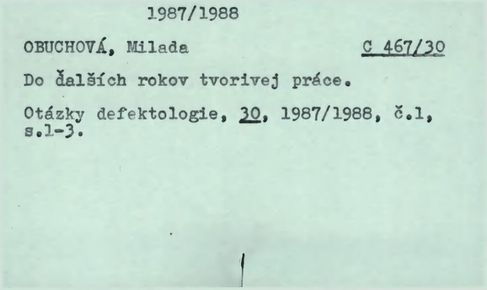 1987/1988
OBUCHOVÁ, Milada C 467/30
Do ďalších rokov tvorivej práce.
Otázky defektologie, 30, 1987/1988, č.1,
s.1-3.